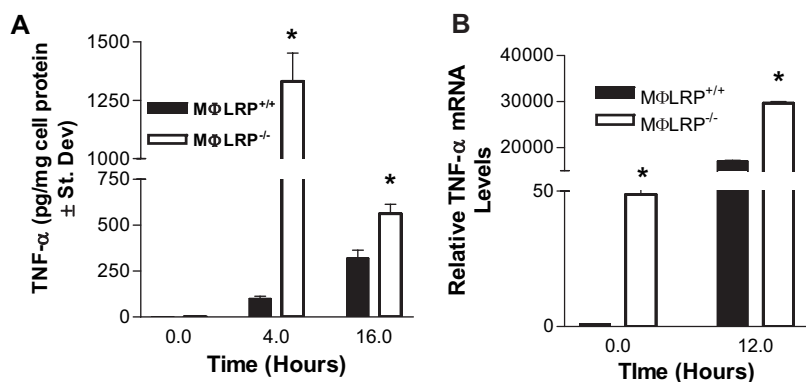 A
TNF-α (pg/mg cell protein
± St. Dev)
1500
1250
1000
750
500
250
0
*
*
MΦLRP+/+
MΦLRP-/-
0.0 4.0 16.0
Time (Hours)
B
Relative TNF-α mRNA
Levels
40000
30000
20000
50
0
*
*
MΦLRP+/+
MΦLRP-/-
0.0 12.0
TIme (Hours)